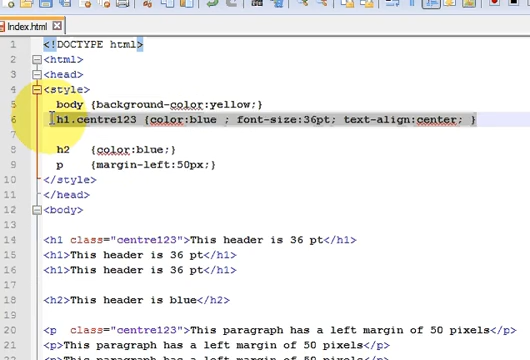 Index.html
1 <!DOCTYPE html>
2 <html>
3 <head>
4 <style>
5 body {background-color:yellow;}
6 h1.centre123 {color:blue ; font-size:36pt; text-align:center; }
7
8 h2 {color:blue;}
9 p {margin-left:50px;}
10 </style>
11 </head>
12 <body>
13
14 <h1 class="centre123">This header is 36 pt</h1>
15 <h1>This header is 36 pt</h1>
16 <h1>This header is 36 pt</h1>
17
18 <h2>This header is blue</h2>
19
20 <p class="centre123">This paragraph has a left margin of 50 pixels</p>
21 <p>This paragraph has a left margin of 50 pixels</p>